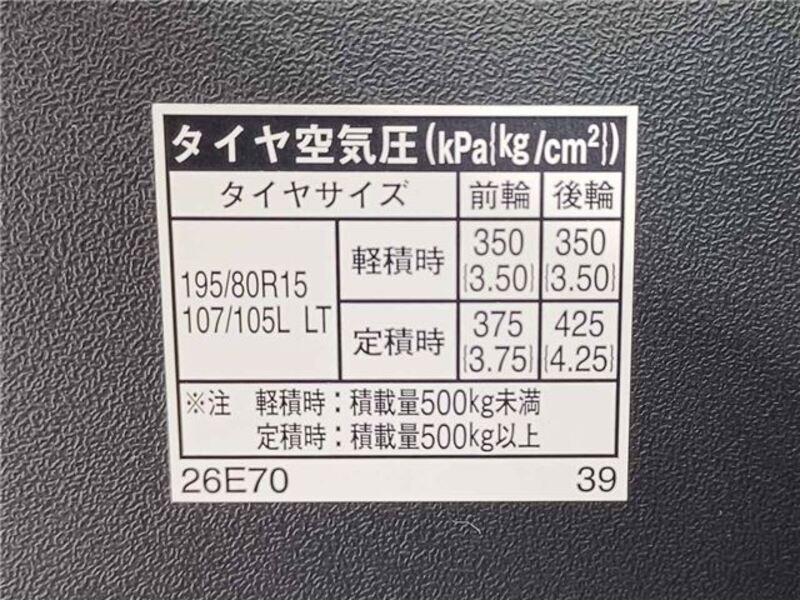 タイヤ空気圧(kPa{kg/cm²})
タイヤサイズ 前輪 後輪
195/80R15
107/105L LT
軽積時 350 350
{3.50} {3.50}
定積時 375 425
{3.75} {4.25}
※注 軽積時:積載量500kg未満
定積時:積載量500kg以上
26E70 39